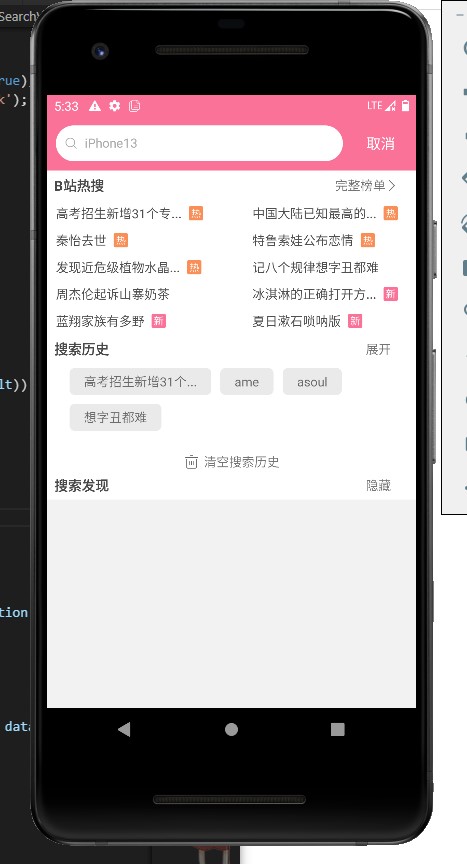 SearchV
rue)
k');
5:33
LTE
iPhone13
取消
B站热搜
完整榜单
高考招生新增31个专... 热
中国大陆已知最高的... 热
秦怡去世 热
特鲁索娃公布恋情 热
发现近危级植物水晶... 热
记八个规律想字丑都难
周杰伦起诉山寨奶茶
冰淇淋的正确打开方... 新
蓝翔家族有多野 新
夏日漱石唢呐版 新
搜索历史
展开
lt))
高考招生新增31个...
ame
asoul
想字丑都难
清空搜索历史
搜索发现
隐藏
tion
data